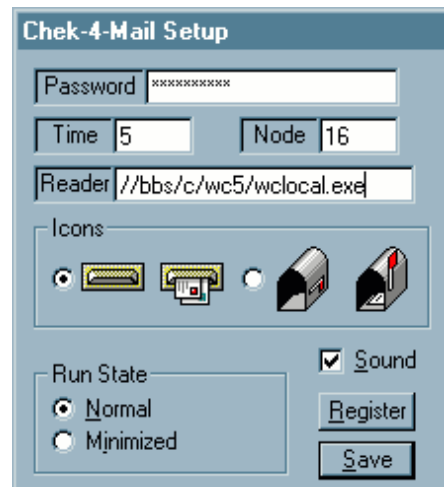 Chek-4-Mail Setup
Password **********
Time 5 Node 16
Reader //bbs/c/wc5/wclocal.exe
Icons
Sound
Run State
Normal
Register
Minimized
Save